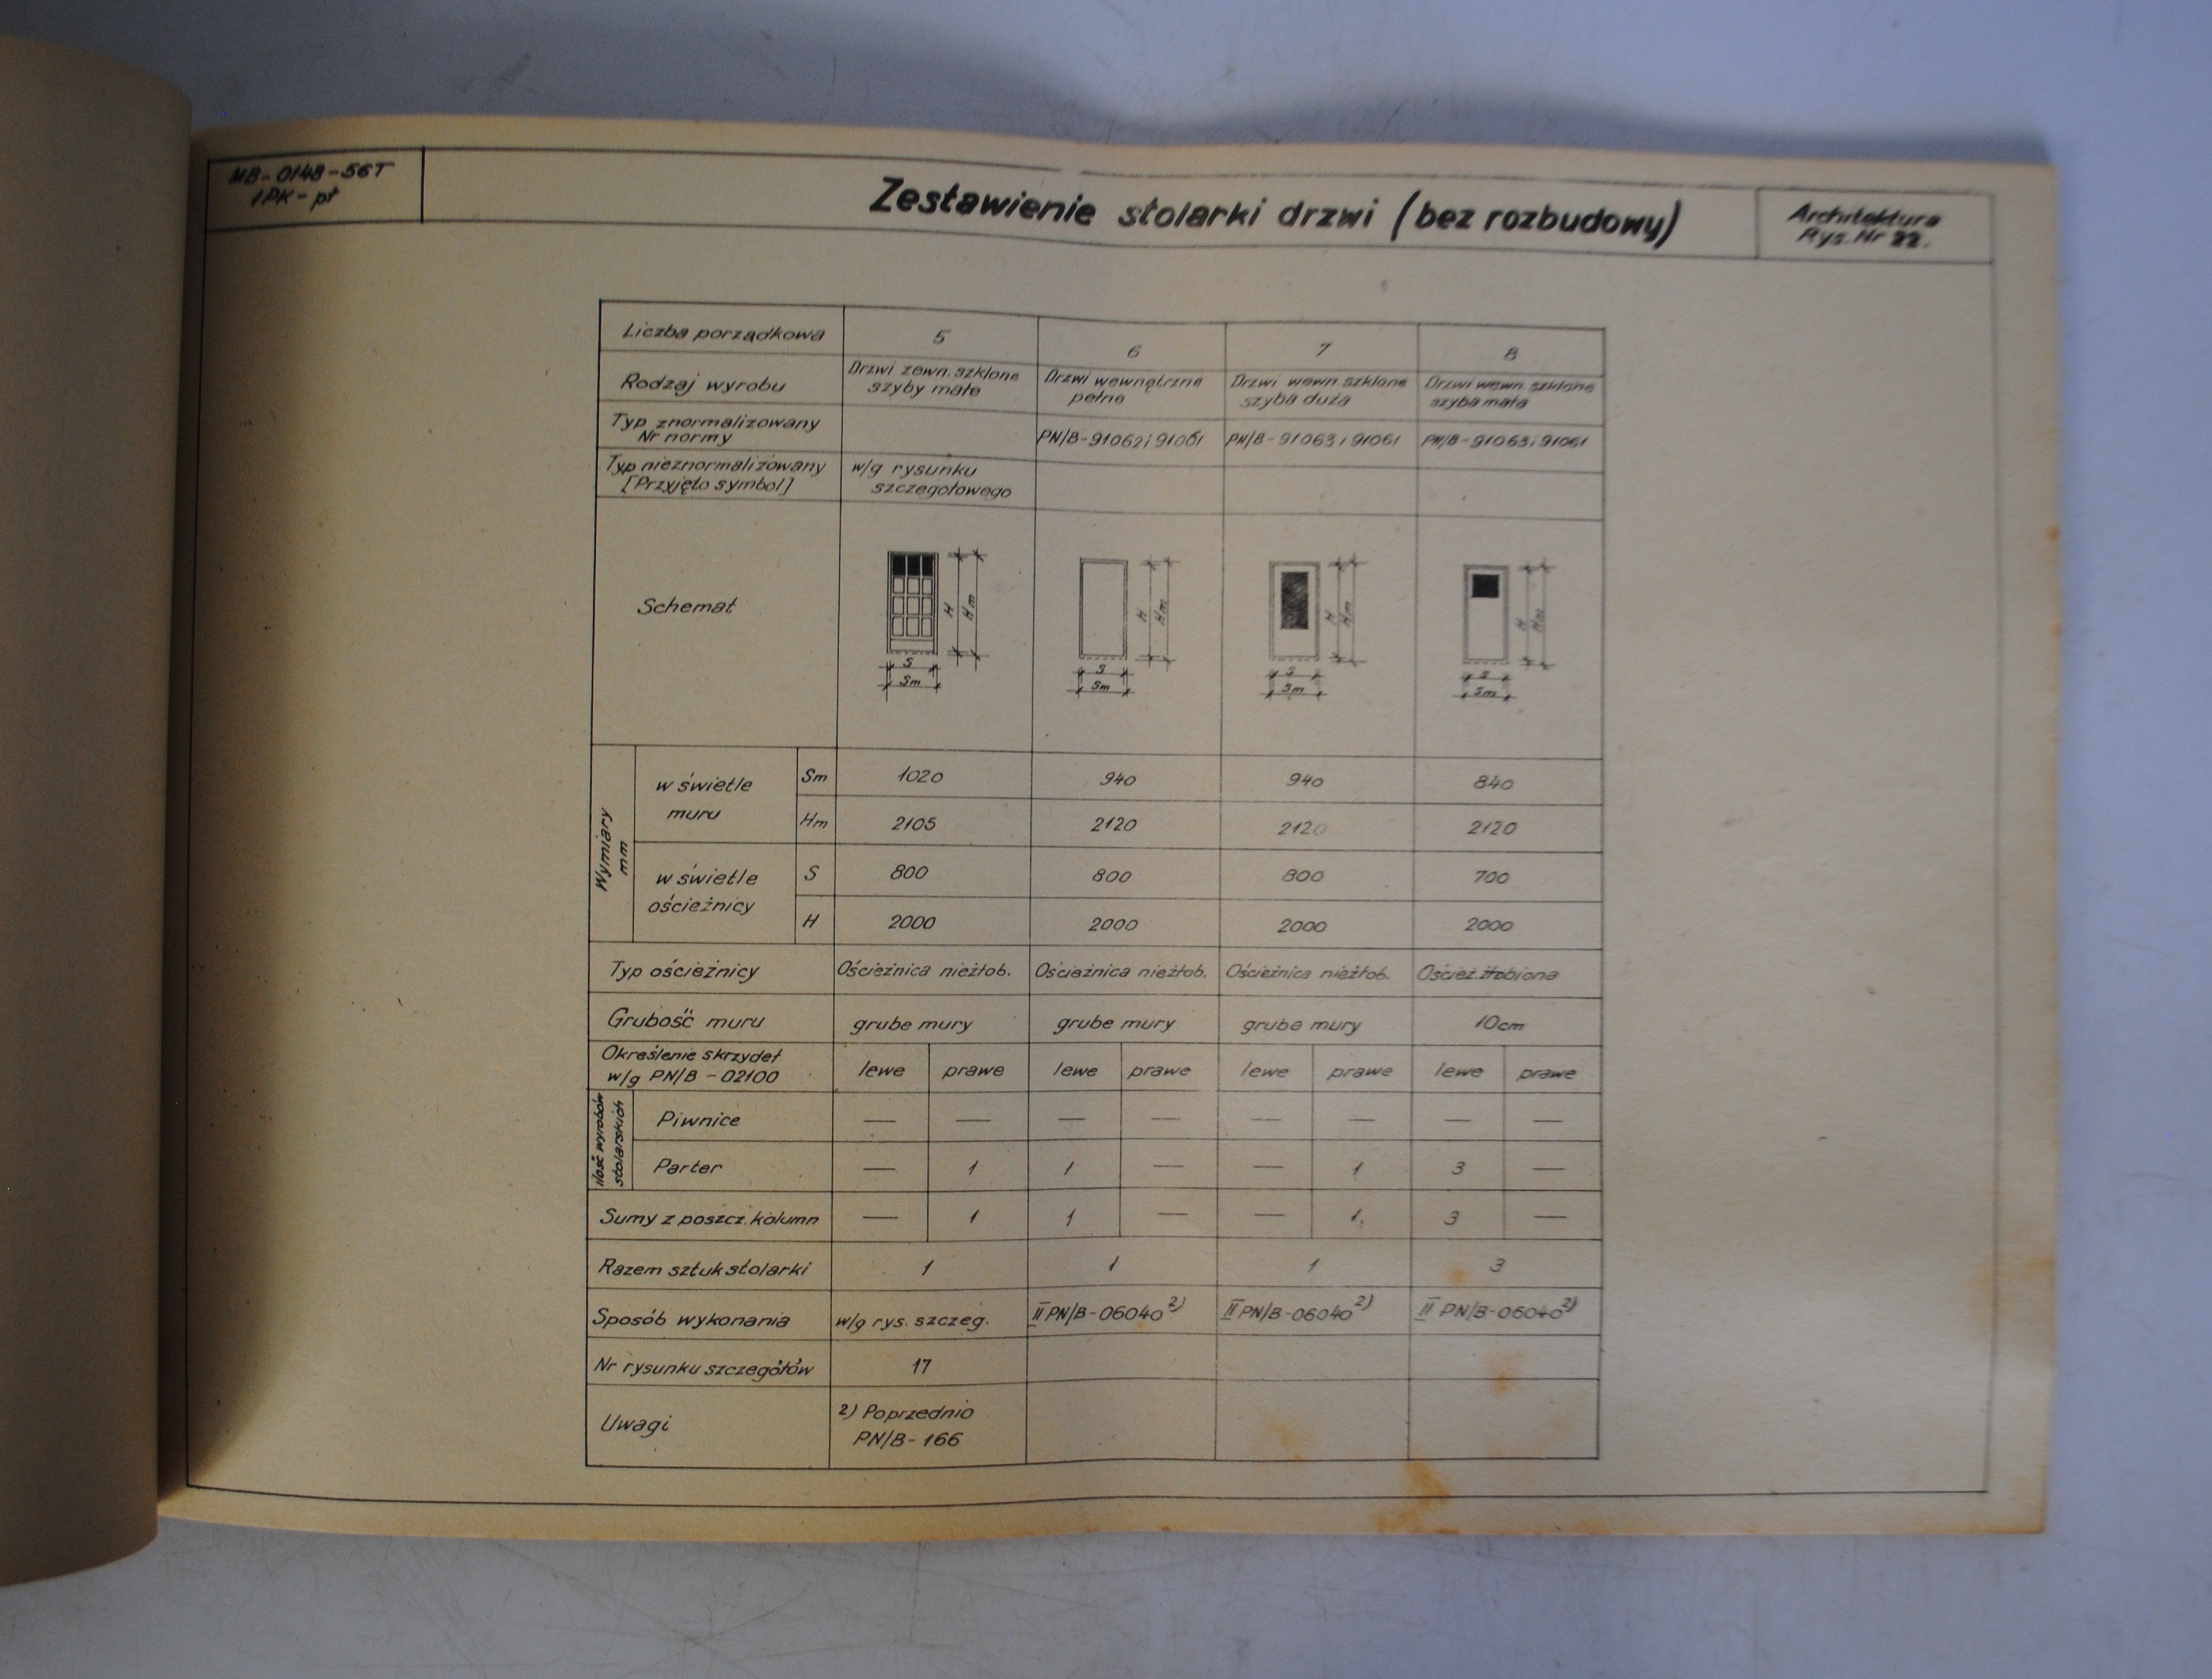 MB-0148-56T
1PK-pt
Zestawienie stolarki drzwi (bez rozbudowy)
Architektura
Rys. Nr 22.
Liczba porządkowa 5 6 7 8
Rodzaj wyrobu
Drzwi zewn. szklone
szyby małe
Drzwi wewnętrzne
pełne
Drzwi wewn. szklone
szyba duża
Drzwi wewn. szklone
szyba mała
Typ znormalizowany
Nr normy
PN/B-91062 i 91061 PN/B-91063 i 91061 PN/B-91063 i 91061
Typ nieznormalizowany
[Przyjęto symbol]
w/g rysunku
szczegółowego
Schemat
H Hm H Hm H Hm H Hm
S S S S
Sm Sm Sm Sm
Wymiary
mm
w świetle
muru
Sm 1020 940 940 840
Hm 2105 2120 2120 2120
w świetle
ościeżnicy
S 800 800 800 700
H 2000 2000 2000 2000
Typ ościeżnicy Ościeżnica nieżłob. Ościeżnica nieżłob. Ościeżnica nieżłob. Oścież. żłobiona
Grubość muru grube mury grube mury grube mury 10cm
Określenie skrzydeł
w/g PN/B - 02100
lewe prawe lewe prawe lewe prawe lewe prawe
Ilość wyrobów
stolarskich
Piwnice — — — — — — — —
Parter — 1 1 — — 1 3 —
Sumy z poszcz. kolumn — 1 1 — — 1. 3 —
Razem sztuk stolarki 1 1 1 3
Sposób wykonania w/g rys. szczeg. II PN/B-06040 2) II PN/B-06040 2) II PN/B-06040 2)
Nr rysunku szczegółów 17
Uwagi
2) Poprzednio
PN/B-166